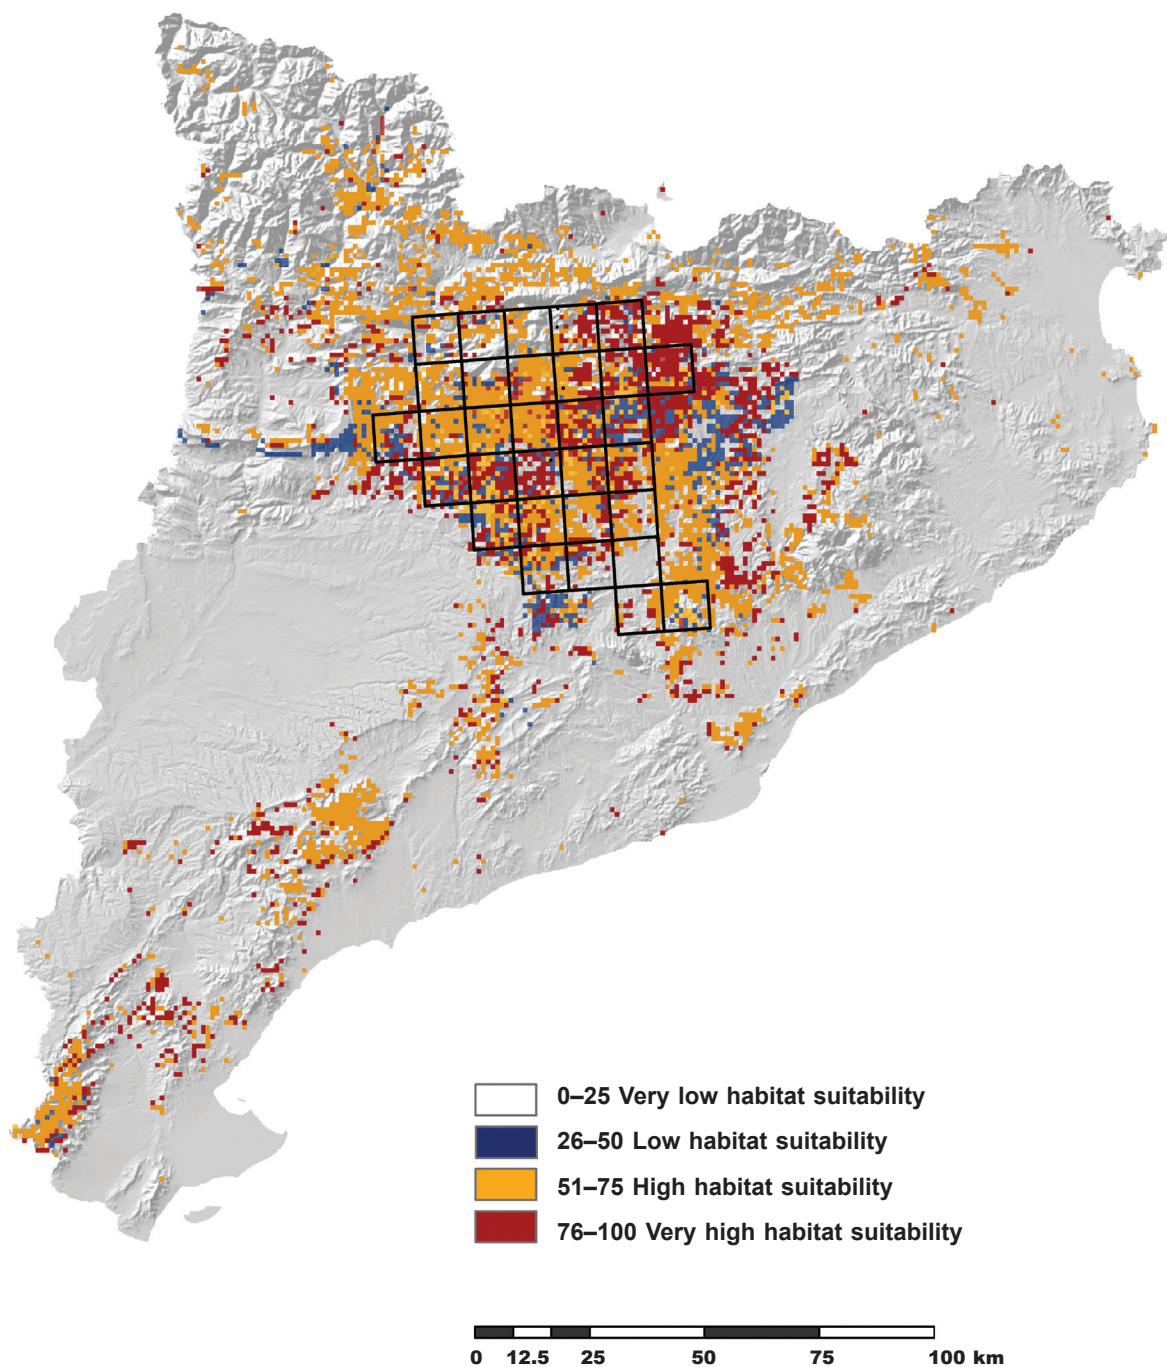 0–25 Very low habitat suitability
26–50 Low habitat suitability
51–75 High habitat suitability
76–100 Very high habitat suitability
0 12.5 25 50 75 100 km